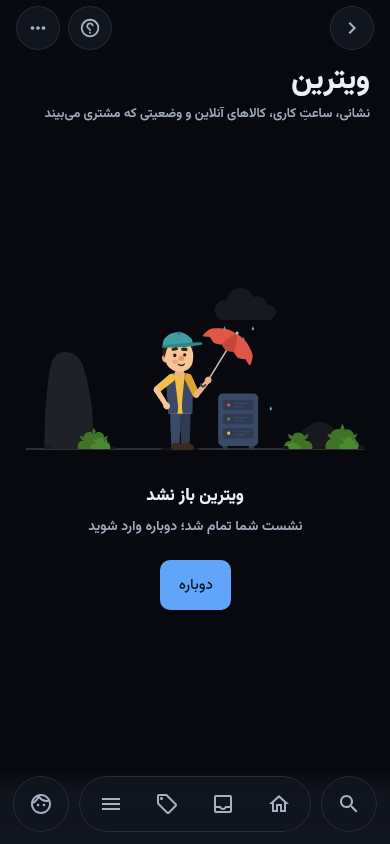 ویترین
نشانی، ساعتِ کاری، کالاهای آنلاین و وضعیتی که مشتری می‌بیند
ویترین باز نشد
نشست شما تمام شد؛ دوباره وارد شوید
دوباره